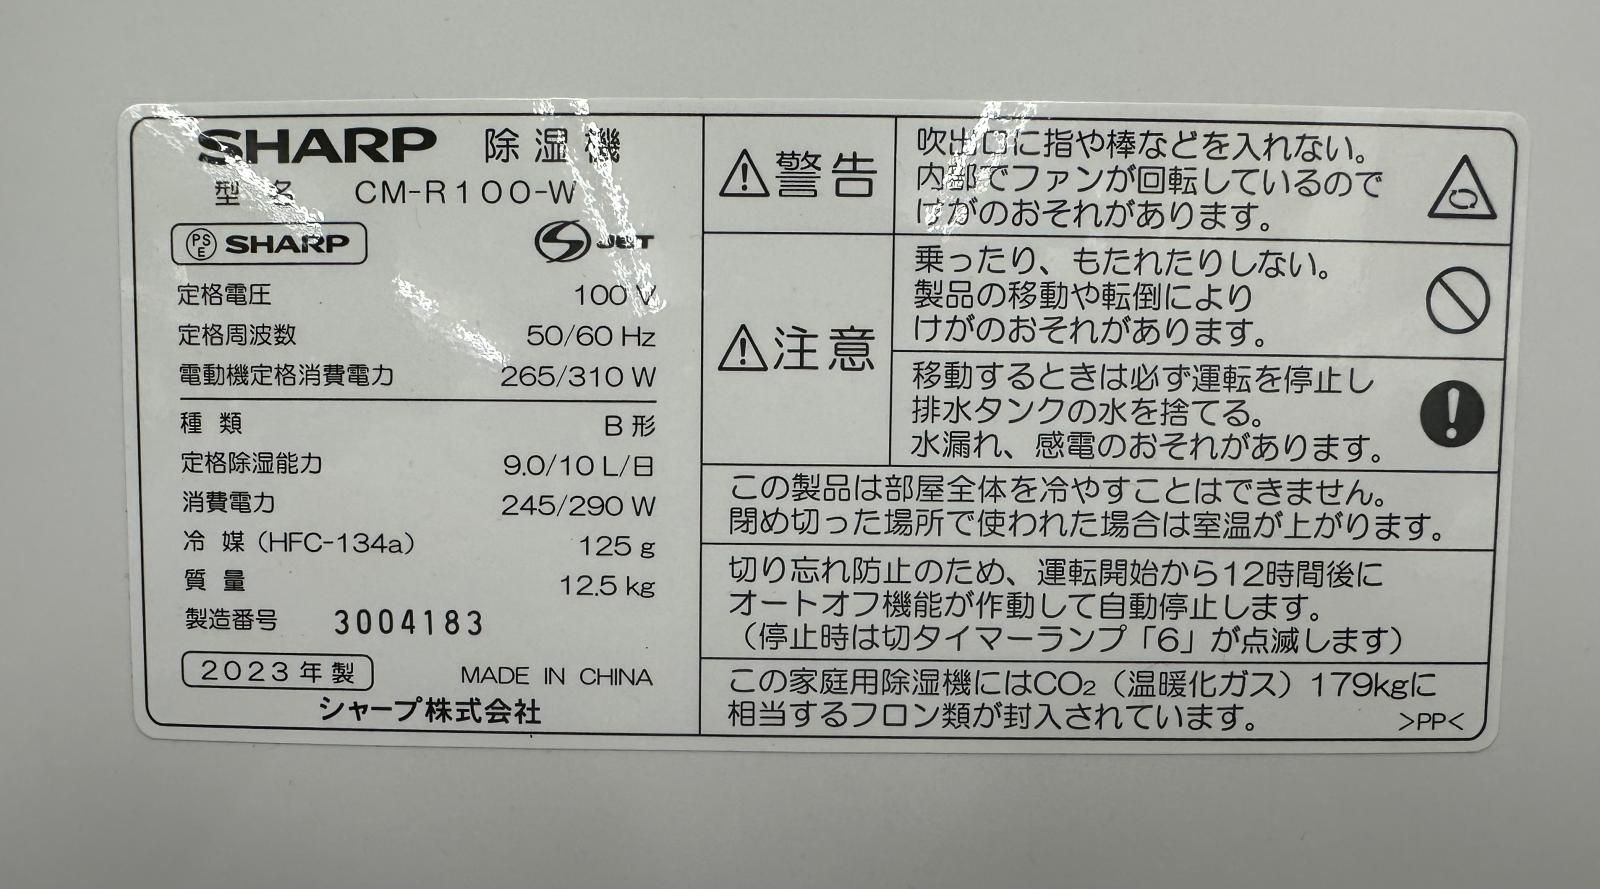 SHARP 除湿機
型名 CM-R100-W
PSE SHARP S JET
定格電圧 100 V
定格周波数 50/60 Hz
電動機定格消費電力 265/310 W
種類 B形
定格除湿能力 9.0/10 L/日
消費電力 245/290 W
冷媒(HFC-134a) 125 g
質量 12.5 kg
製造番号 3004183
2023年製 MADE IN CHINA
シャープ株式会社
警告
吹出口に指や棒などを入れない。
内部でファンが回転しているので
けがのおそれがあります。
注意
乗ったり、もたれたりしない。
製品の移動や転倒により
けがのおそれがあります。
移動するときは必ず運転を停止し
排水タンクの水を捨てる。
水漏れ、感電のおそれがあります。
この製品は部屋全体を冷やすことはできません。
閉め切った場所で使われた場合は室温が上がります。
切り忘れ防止のため、運転開始から12時間後に
オートオフ機能が作動して自動停止します。
(停止時は切タイマーランプ「6」が点滅します)
この家庭用除湿機にはCO2(温暖化ガス)179kgに
相当するフロン類が封入されています。
>PP<